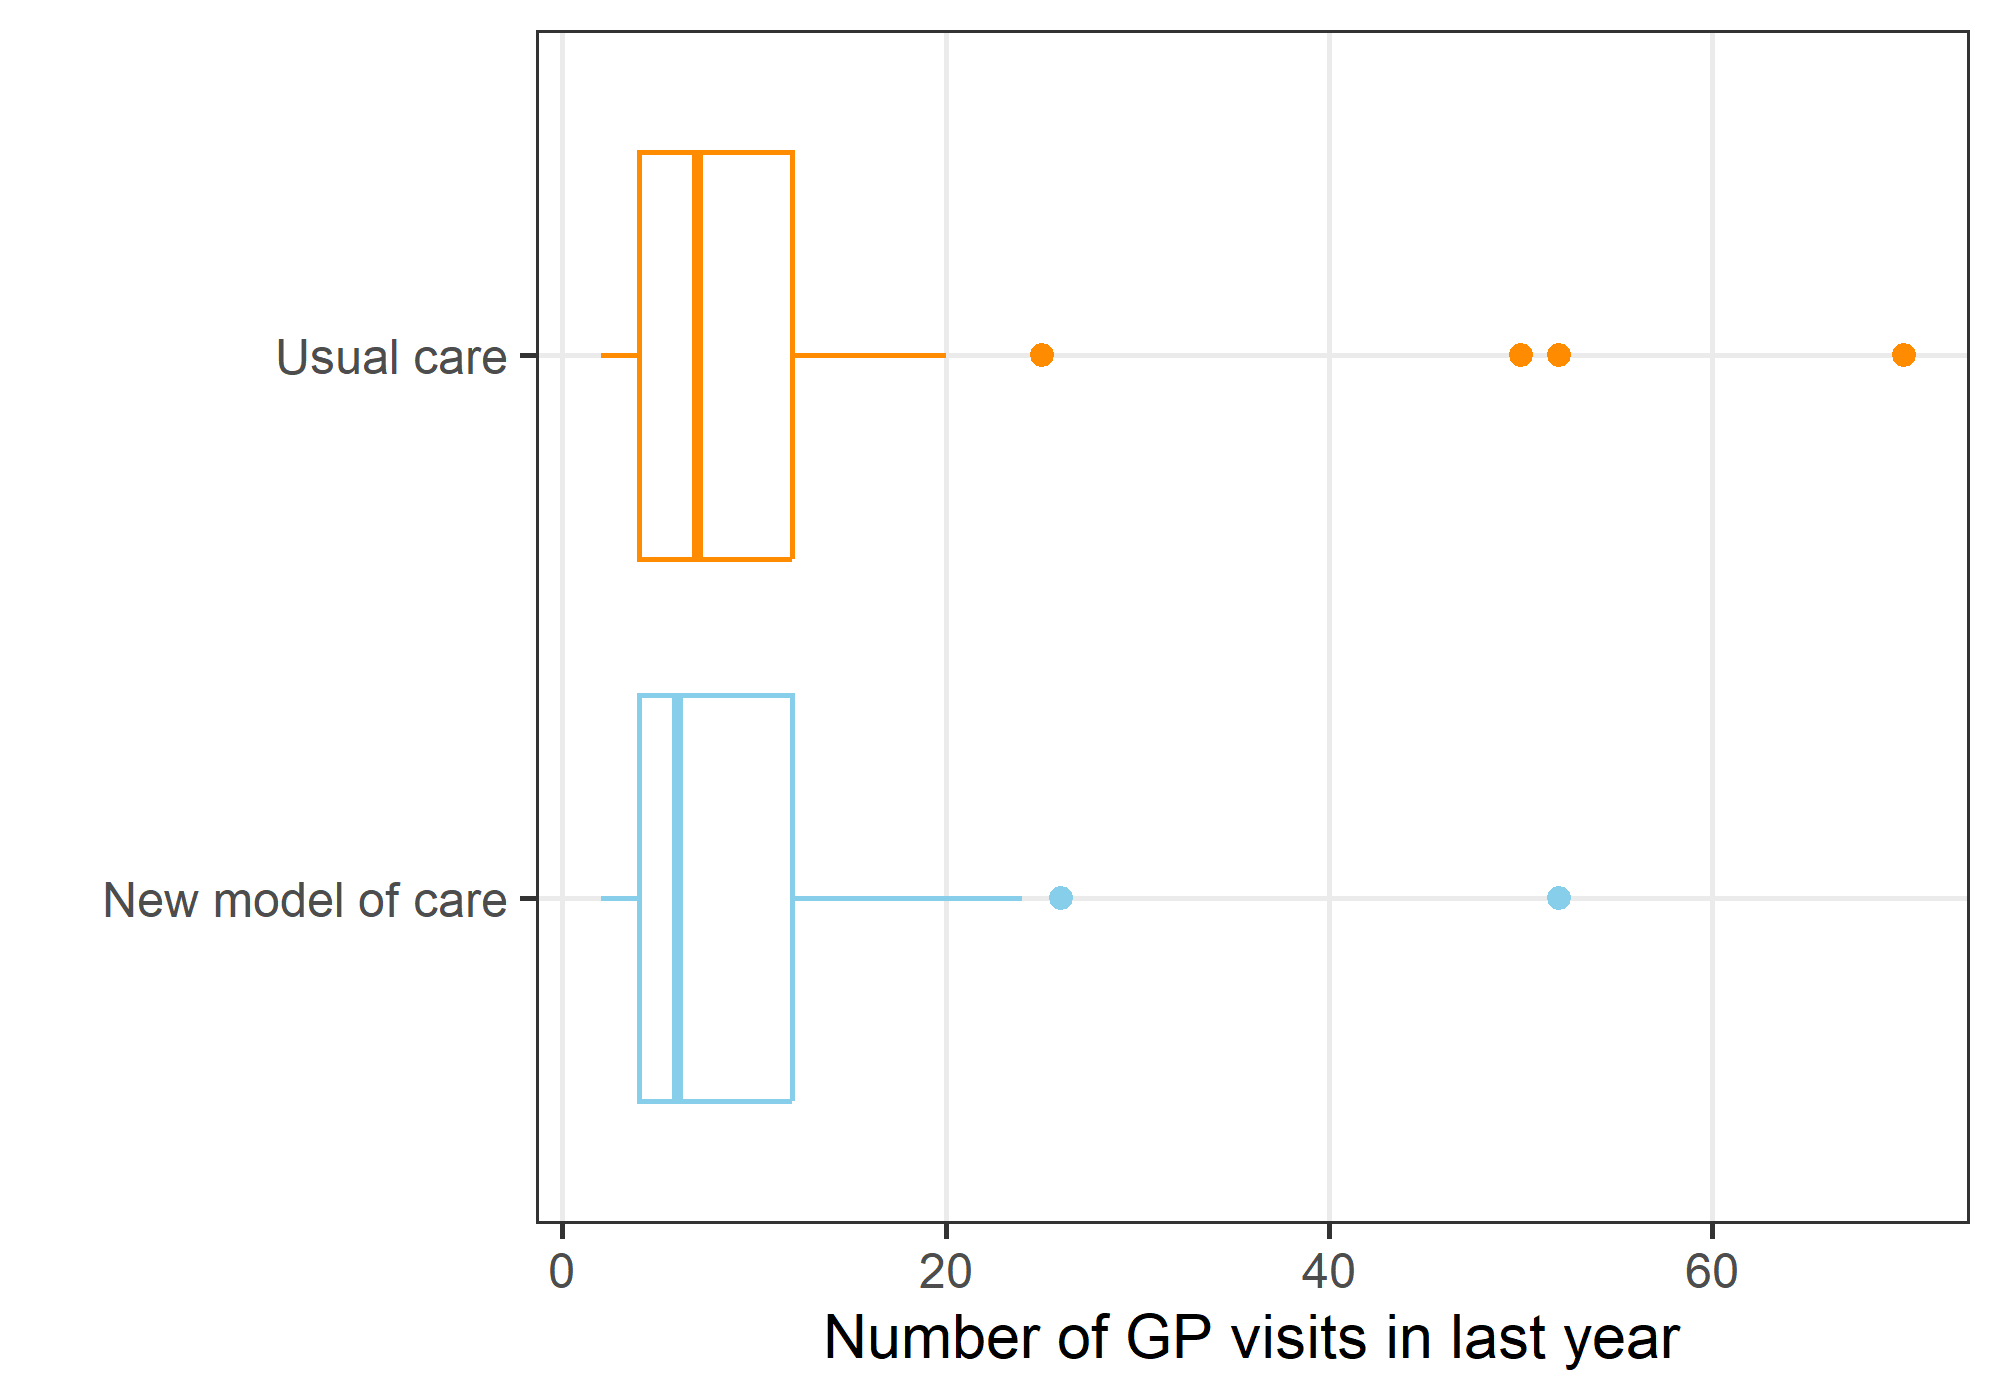 Usual care
New model of care
0 20 40 60
Number of GP visits in last year